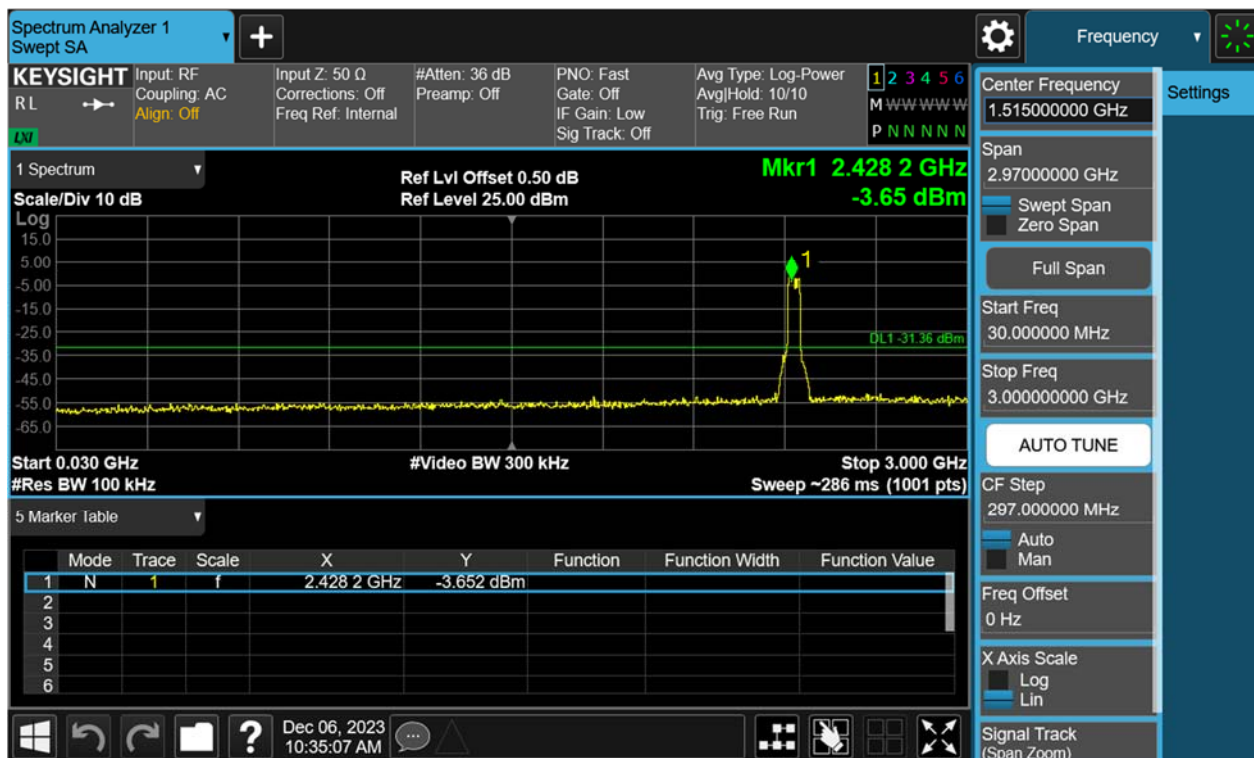 Spectrum Analyzer 1
Swept SA
+
Frequency
KEYSIGHT
R L
LXI
Input: RF
Coupling: AC
Align: Off
Input Z: 50 Ω
Corrections: Off
Freq Ref: Internal
#Atten: 36 dB
Preamp: Off
PNO: Fast
Gate: Off
IF Gain: Low
Sig Track: Off
Avg Type: Log-Power
Avg|Hold: 10/10
Trig: Free Run
1 2 3 4 5 6
M W W W W W
P N N N N N
1 Spectrum
Scale/Div 10 dB
Ref Lvl Offset 0.50 dB
Ref Level 25.00 dBm
Mkr1 2.428 2 GHz
-3.65 dBm
Log
15.0
5.00
-5.00
-15.0
-25.0
-35.0
-45.0
-55.0
-65.0
1
DL1 -31.36 dBm
Start 0.030 GHz
#Res BW 100 kHz
#Video BW 300 kHz
Stop 3.000 GHz
Sweep ~286 ms (1001 pts)
5 Marker Table
Mode Trace Scale X Y Function Function Width Function Value
1 N 1 f 2.428 2 GHz -3.652 dBm
2
3
4
5
6
Dec 06, 2023
10:35:07 AM
?
Center Frequency
1.515000000 GHz
Settings
Span
2.97000000 GHz
Swept Span
Zero Span
Full Span
Start Freq
30.000000 MHz
Stop Freq
3.000000000 GHz
AUTO TUNE
CF Step
297.000000 MHz
Auto
Man
Freq Offset
0 Hz
X Axis Scale
Log
Lin
Signal Track
(Span Zoom)